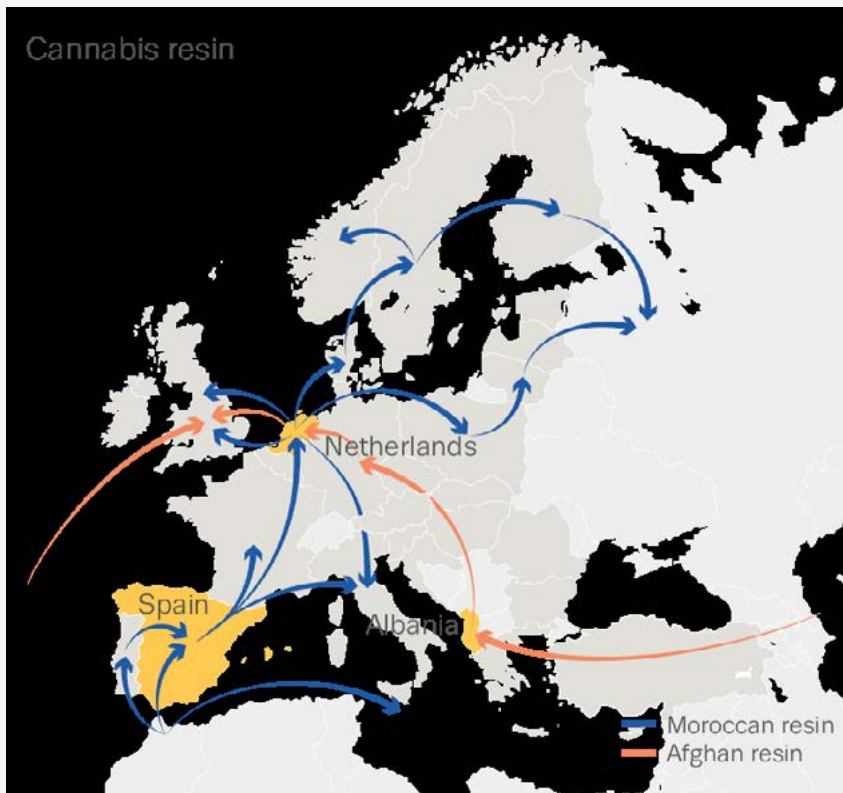 Cannabis resin
Netherlands
Spain
Albania
Moroccan resin
Afghan resin